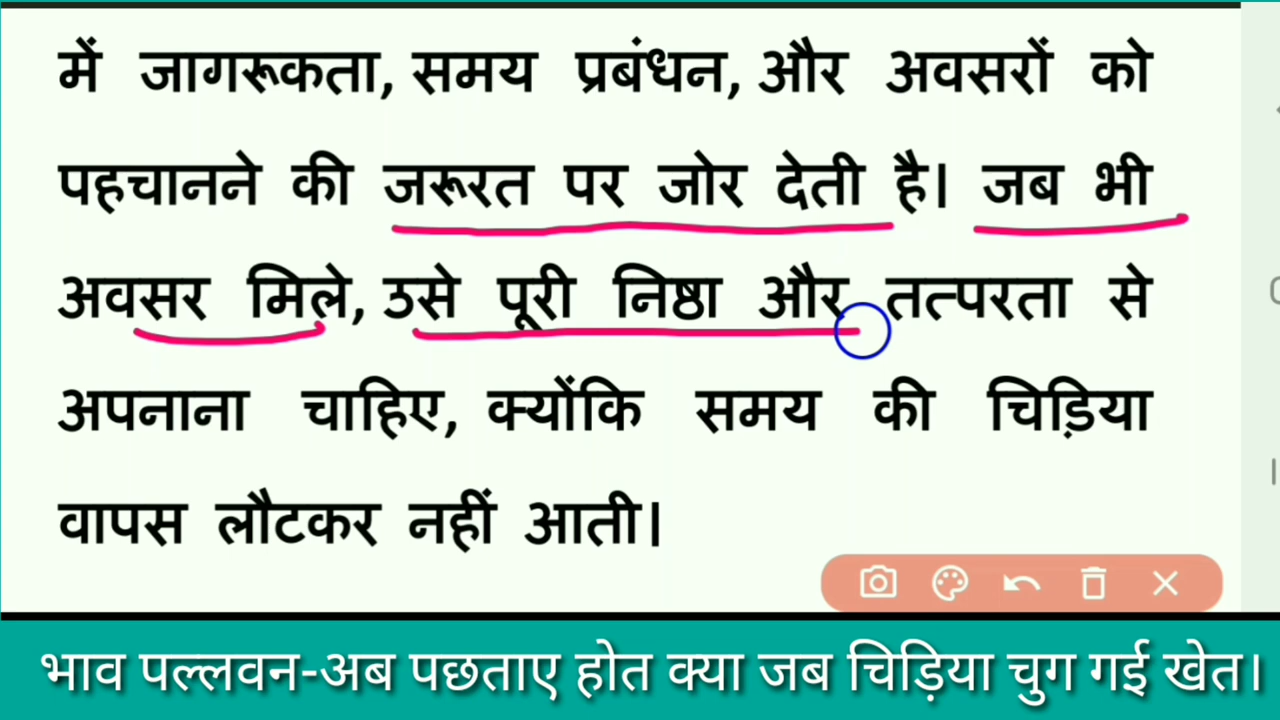 में जागरूकता, समय प्रबंधन, और अवसरों को
पहचानने की जरूरत पर जोर देती है। जब भी
अवसर मिले, उसे पूरी निष्ठा और तत्परता से
अपनाना चाहिए, क्योंकि समय की चिड़िया
वापस लौटकर नहीं आती।
भाव पल्लवन-अब पछताए होत क्या जब चिड़िया चुग गई खेत।